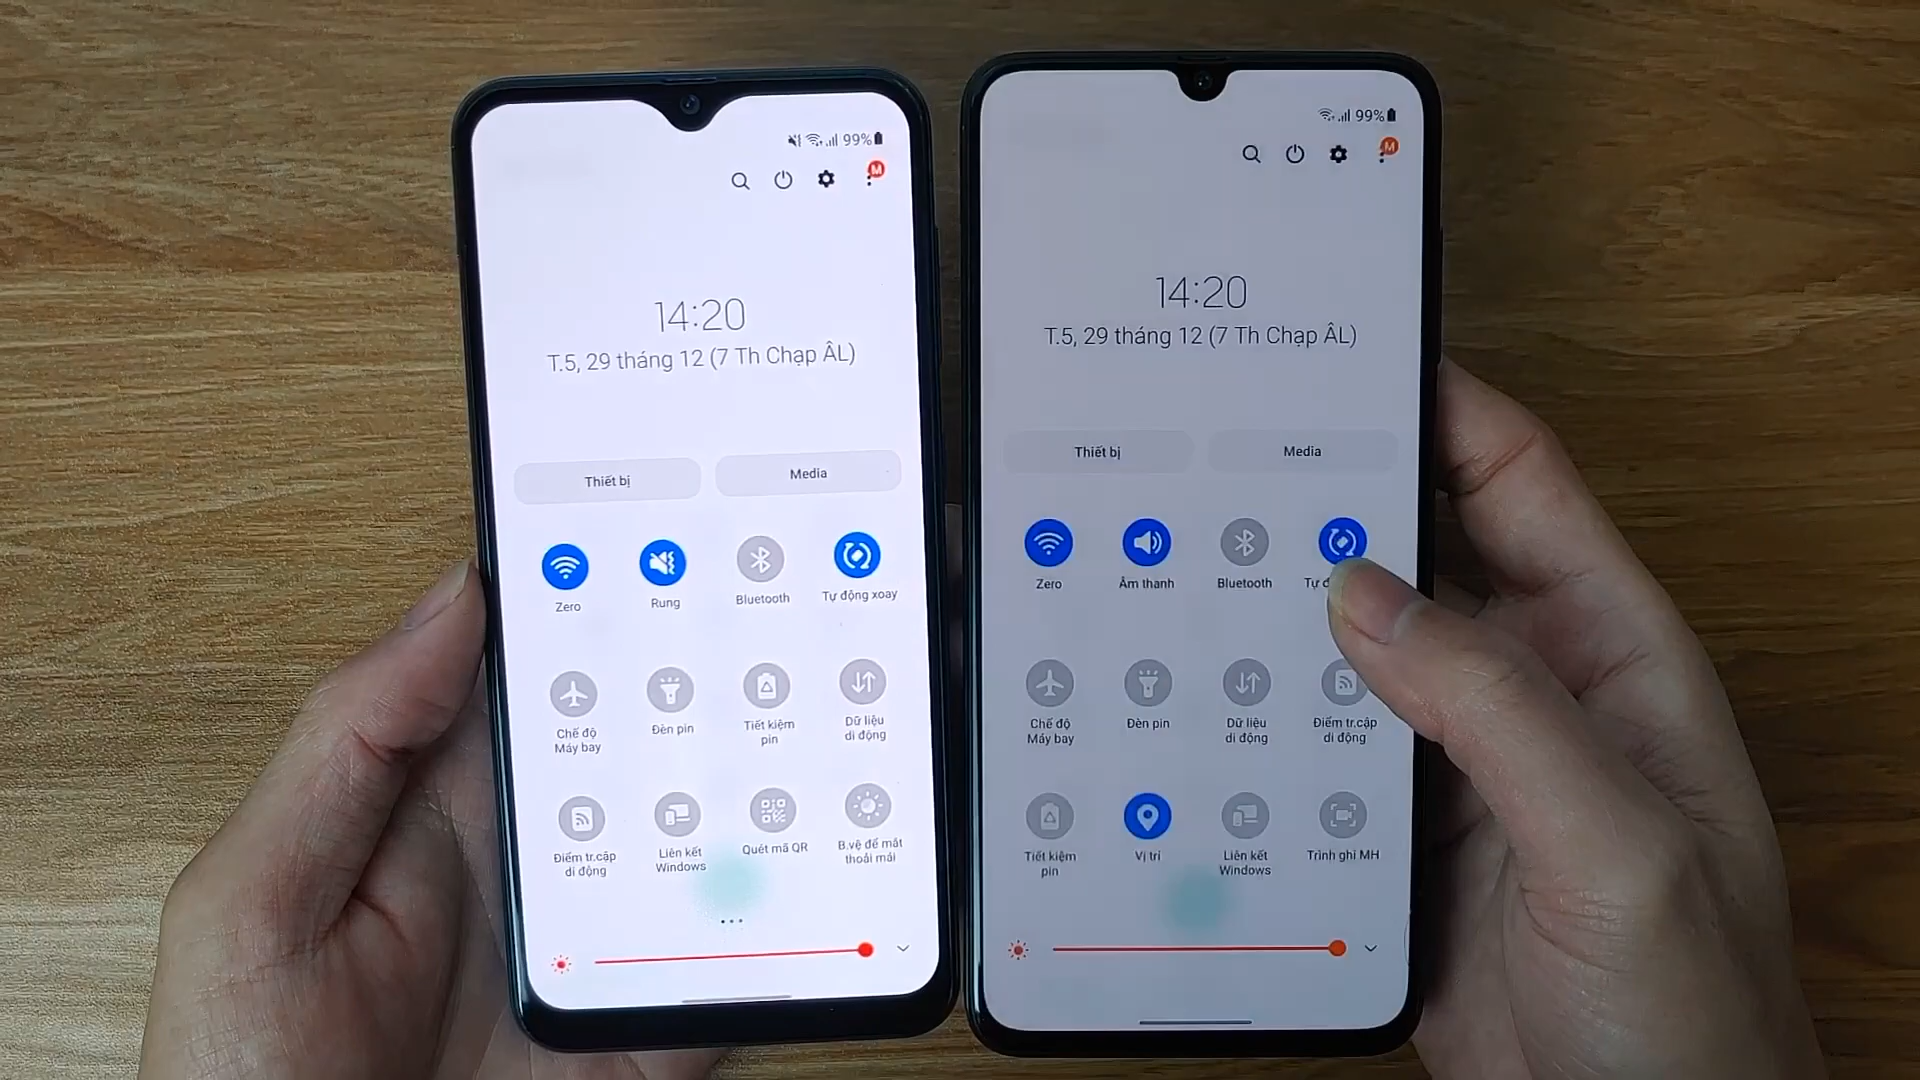 99%
M
14:20
T.5, 29 tháng 12 (7 Th Chạp ÂL)
Thiết bị
Media
Zero
Rung
Bluetooth
Tự động xoay
Chế độ
Máy bay
Đèn pin
Tiết kiệm
pin
Dữ liệu
di động
Điểm tr.cập
di động
Liên kết
Windows
Quét mã QR
B.vệ để mắt
thoải mái
99%
M
14:20
T.5, 29 tháng 12 (7 Th Chạp ÂL)
Thiết bị
Media
Zero
Âm thanh
Bluetooth
Tự
Chế độ
Máy bay
Đèn pin
Dữ liệu
di động
Điểm tr.cập
di động
Tiết kiệm
pin
Vị trí
Liên kết
Windows
Trình ghi MH